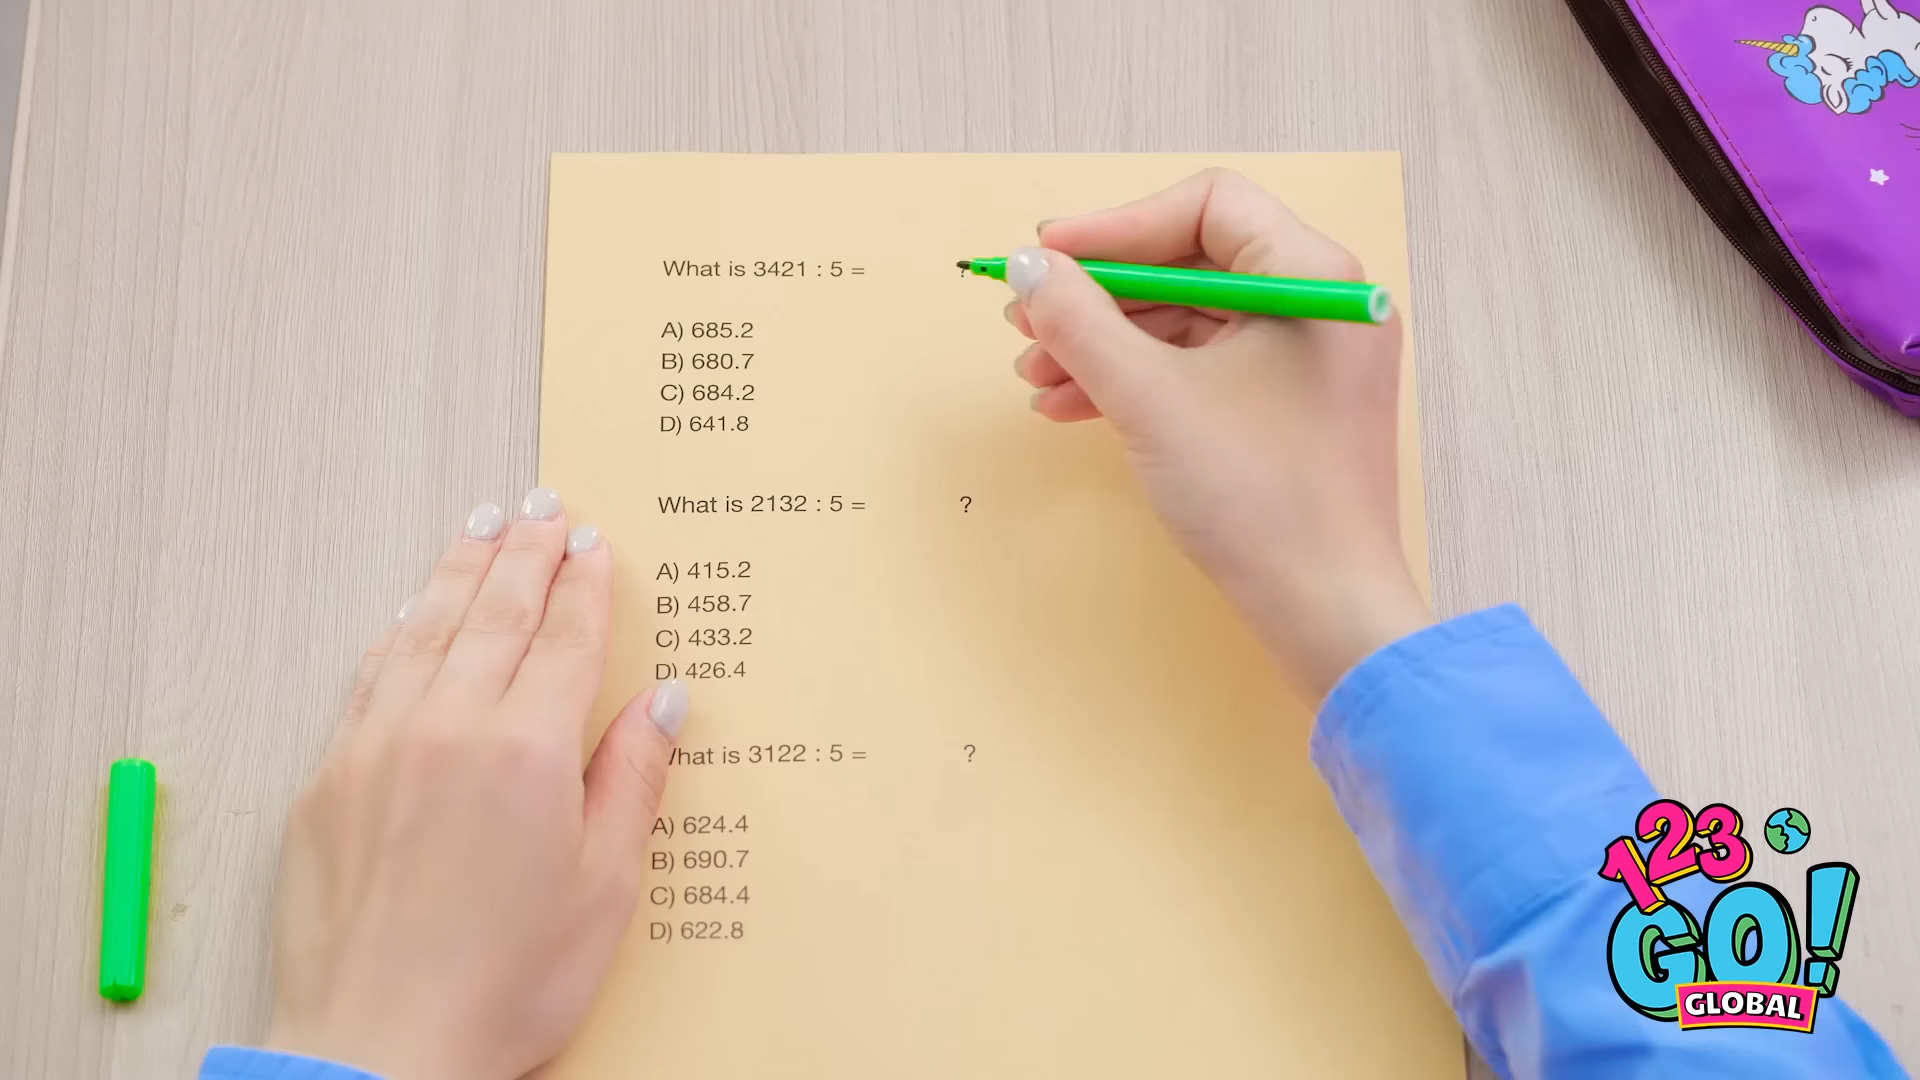 What is 3421 : 5 = ?
A) 685.2
B) 680.7
C) 684.2
D) 641.8
What is 2132 : 5 = ?
A) 415.2
B) 458.7
C) 433.2
D) 426.4
What is 3122 : 5 = ?
A) 624.4
B) 690.7
C) 684.4
D) 622.8
123
GO!
GLOBAL